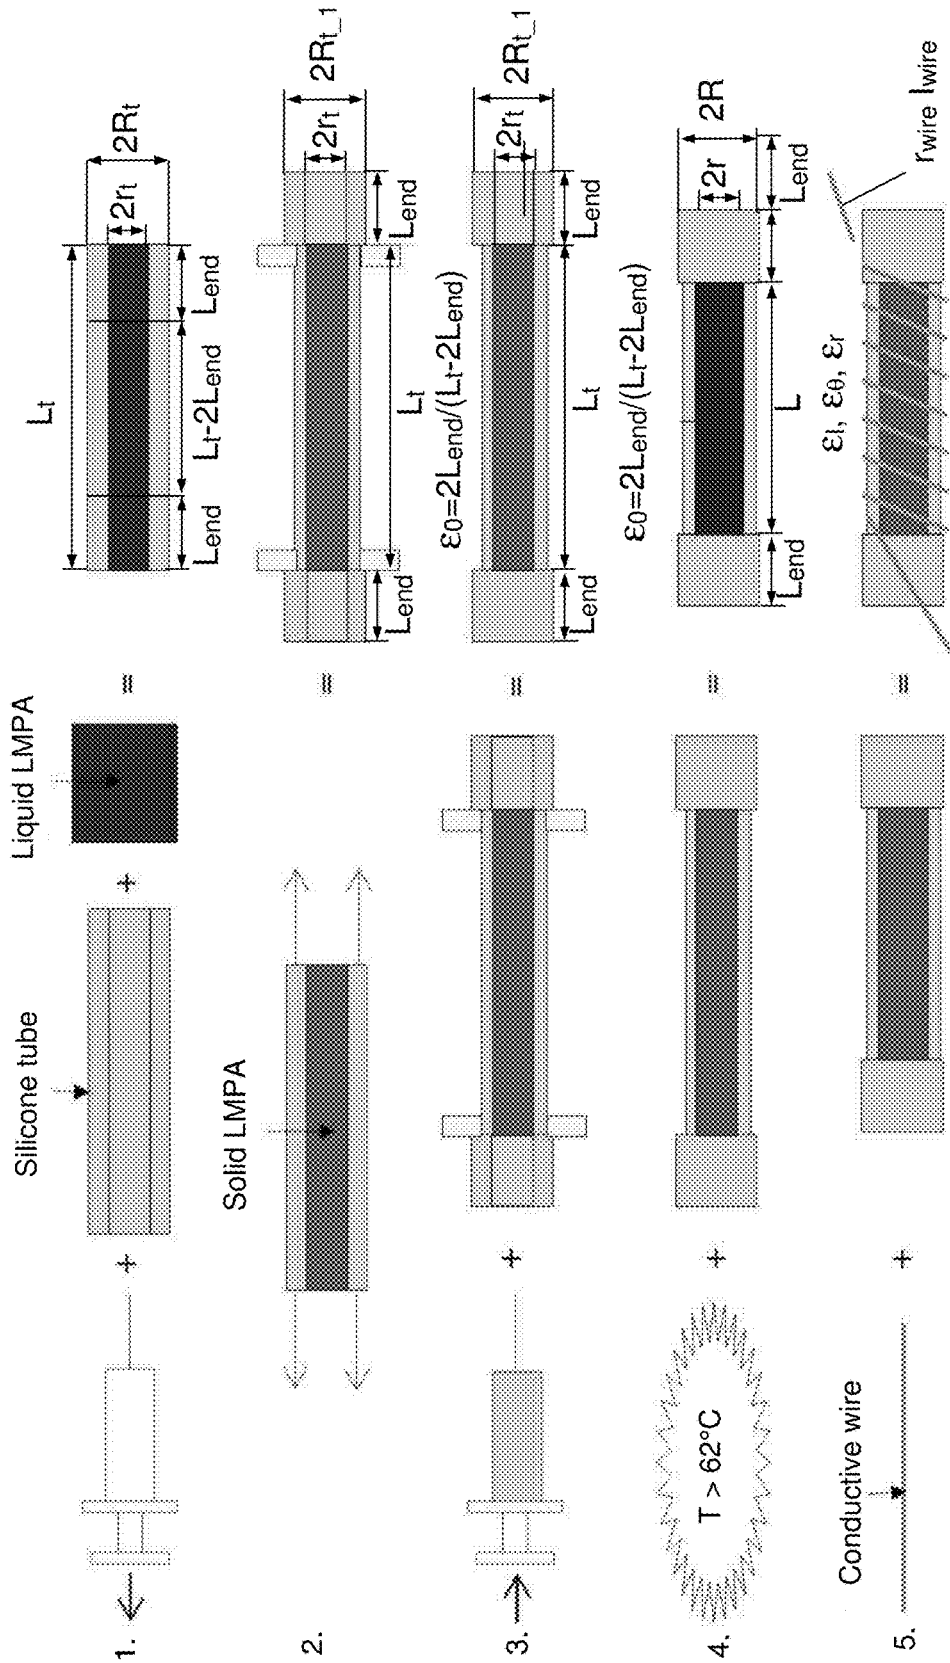 1.
+
Silicone tube
+
Liquid LMPA
=
Lt
2rt
2Rt
Lend
Lt-2Lend
Lend
2.
Solid LMPA
=
2rt
2Rt_1
Lend
Lt
Lend
ε0=2Lend/(Lt-2Lend)
3.
+
=
2rt
2Rt_1
Lend
Lt
Lend
ε0=2Lend/(Lt-2Lend)
4.
T > 62°C
+
=
2r
2R
Lend
L
Lend
εl, εθ, εr
5.
Conductive wire
+
=
rwire lwire